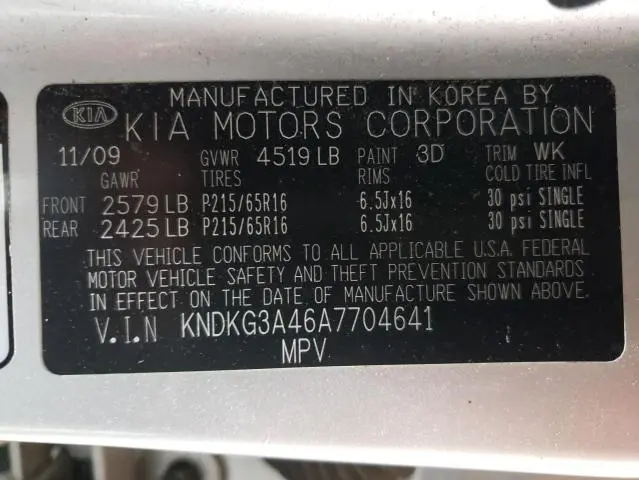 MANUFACTURED IN KOREA BY
KIA KIA MOTORS CORPORATION
11/09 GVWR 4519 LB PAINT 3D TRIM WK
GAWR TIRES RIMS COLD TIRE INFL
FRONT 2579 LB P215/65R16 6.5Jx16 30 psi SINGLE
REAR 2425 LB P215/65R16 6.5Jx16 30 psi SINGLE
THIS VEHICLE CONFORMS TO ALL APPLICABLE U.S.A. FEDERAL
MOTOR VEHICLE SAFETY AND THEFT PREVENTION STANDARDS
IN EFFECT ON THE DATE OF MANUFACTURE SHOWN ABOVE.
V.I.N KNDKG3A46A7704641
MPV